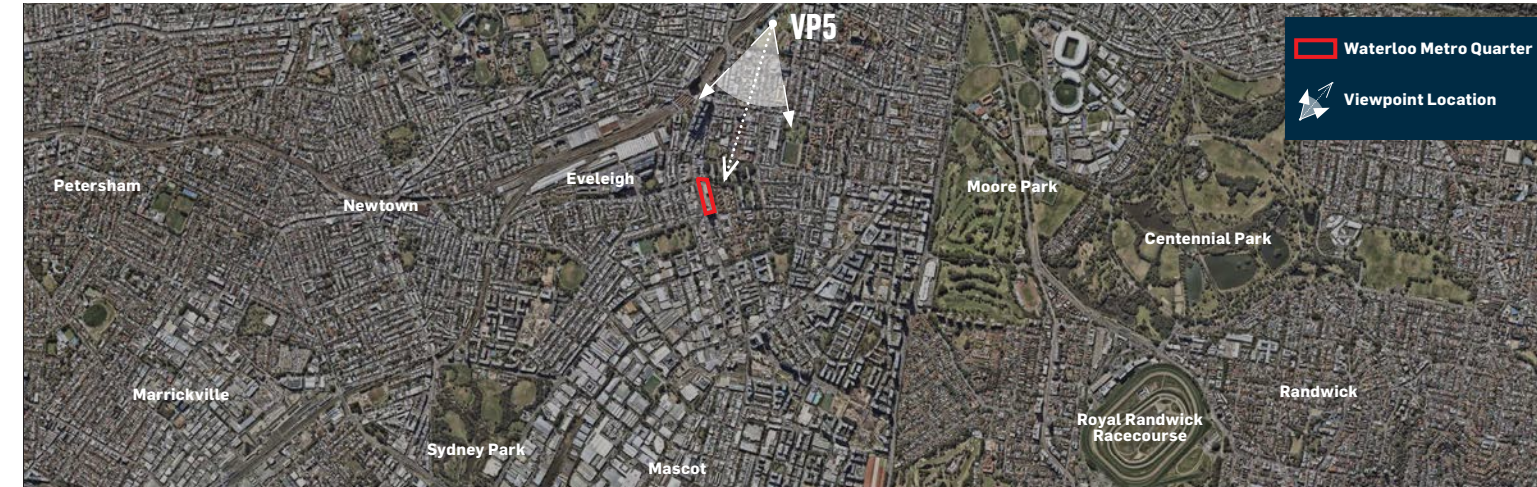 VP5
Waterloo Metro Quarter
Viewpoint Location
Petersham
Eveleigh
Newtown
Moore Park
Centennial Park
Marrickville
Randwick
Royal Randwick
Racecourse
Sydney Park
Mascot